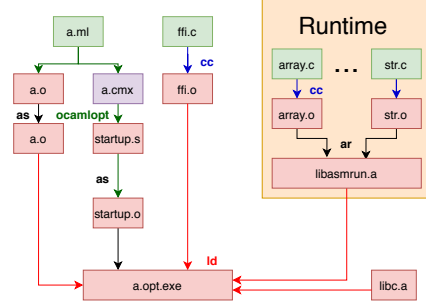 Runtime
a.ml
ffi.c
array.c
...
str.c
cc
cc
a.o
a.cmx
ffi.o
array.o
str.o
as
ocamlopt
ar
a.o
startup.s
libasmrun.a
as
startup.o
ld
a.opt.exe
libc.a